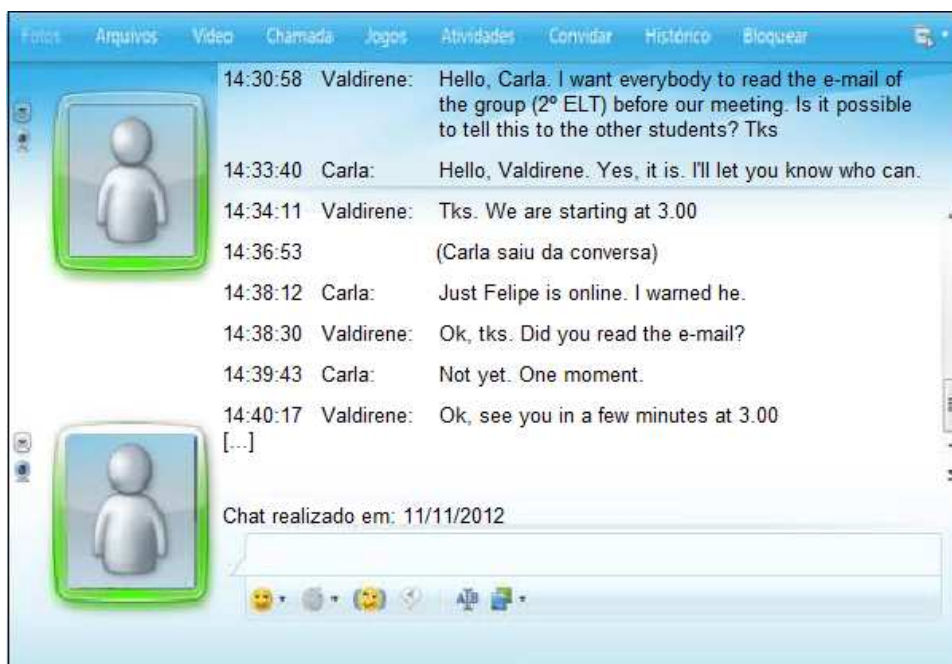 Fotos Arquivos Video Chamada Jogos Atividades Convidar Histórico Bloquear
14:30:58 Valdirene: Hello, Carla. I want everybody to read the e-mail of
the group (2º ELT) before our meeting. Is it possible
to tell this to the other students? Tks
14:33:40 Carla: Hello, Valdirene. Yes, it is. I'll let you know who can.
14:34:11 Valdirene: Tks. We are starting at 3.00
14:36:53 (Carla saiu da conversa)
14:38:12 Carla: Just Felipe is online. I warned he.
14:38:30 Valdirene: Ok, tks. Did you read the e-mail?
14:39:43 Carla: Not yet. One moment.
14:40:17 Valdirene: Ok, see you in a few minutes at 3.00
[...]
Chat realizado em: 11/11/2012